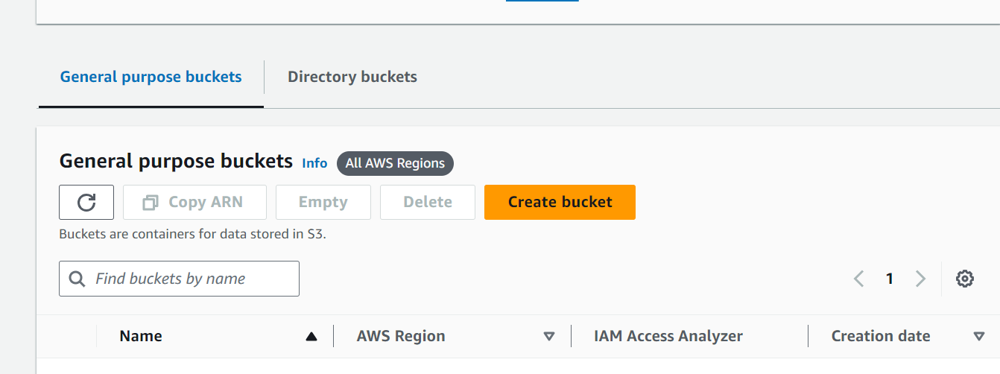 General purpose buckets Directory buckets
General purpose buckets Info All AWS Regions
Copy ARN Empty Delete Create bucket
Buckets are containers for data stored in S3.
Find buckets by name 1
Name AWS Region IAM Access Analyzer Creation date